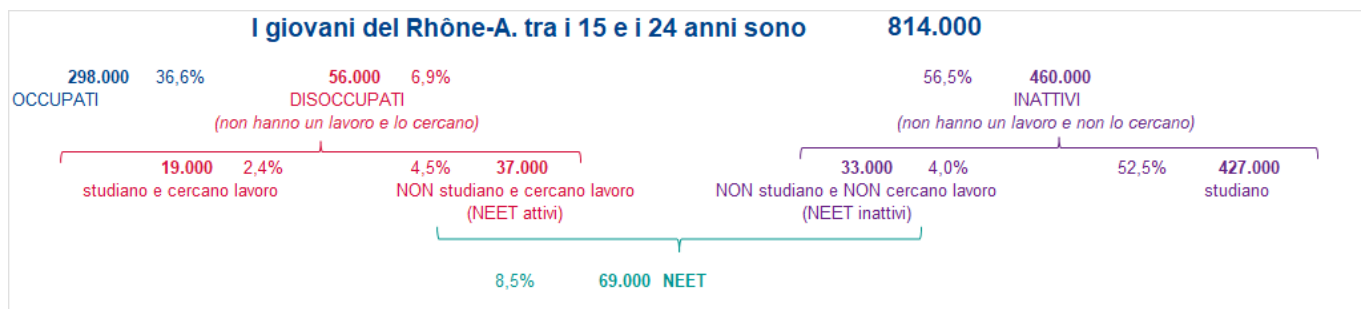 I giovani del Rhône-A. tra i 15 e i 24 anni sono 814.000
298.000 36,6% 56.000 6,9% 56,5% 460.000
OCCUPATI DISOCCUPATI INATTIVI
(non hanno un lavoro e lo cercano) (non hanno un lavoro e non lo cercano)
19.000 2,4% 4,5% 37.000 33.000 4,0% 52,5% 427.000
studiano e cercano lavoro NON studiano e cercano lavoro NON studiano e NON cercano lavoro studiano
(NEET attivi) (NEET inattivi)
8,5% 69.000 NEET